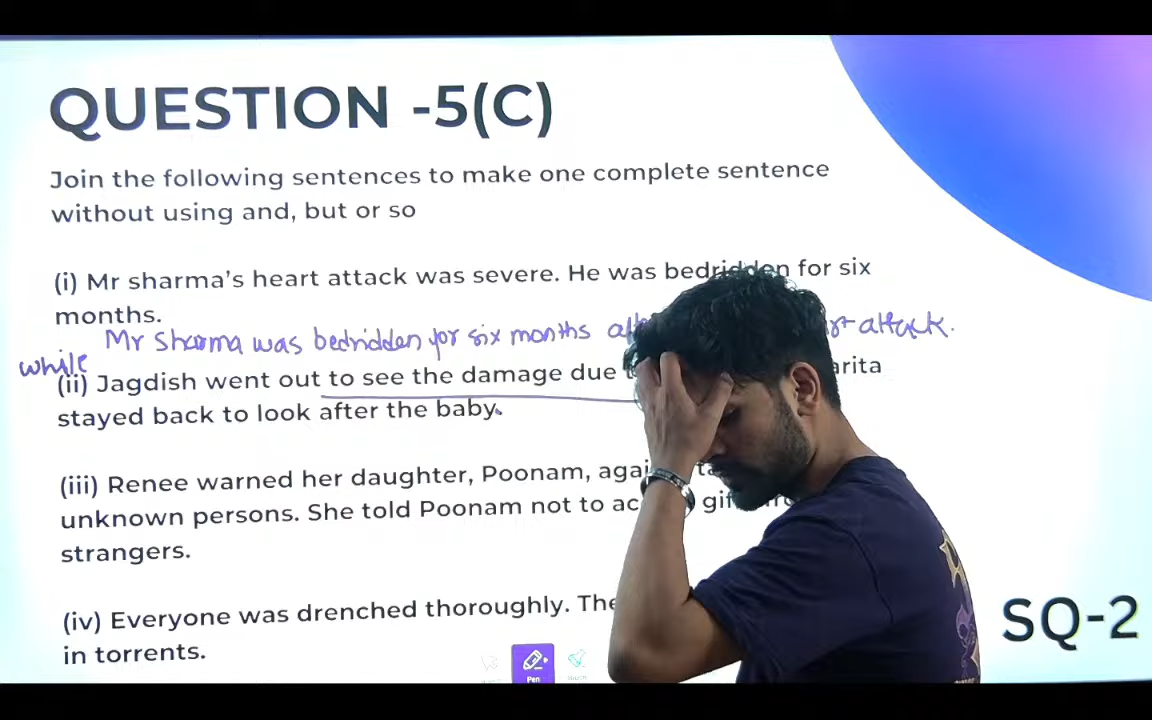 QUESTION -5(C)
Join the following sentences to make one complete sentence
without using and, but or so
(i) Mr sharma's heart attack was severe. He was bedridden for six
months.
Mr Sharma was bedridden for six months attack.
while
(ii) Jagdish went out to see the damage due
stayed back to look after the baby.
(iii) Renee warned her daughter, Poonam,
unknown persons. She told Poonam not to
strangers.
(iv) Everyone was drenched thoroughly.
in torrents.
SQ-2
Pen